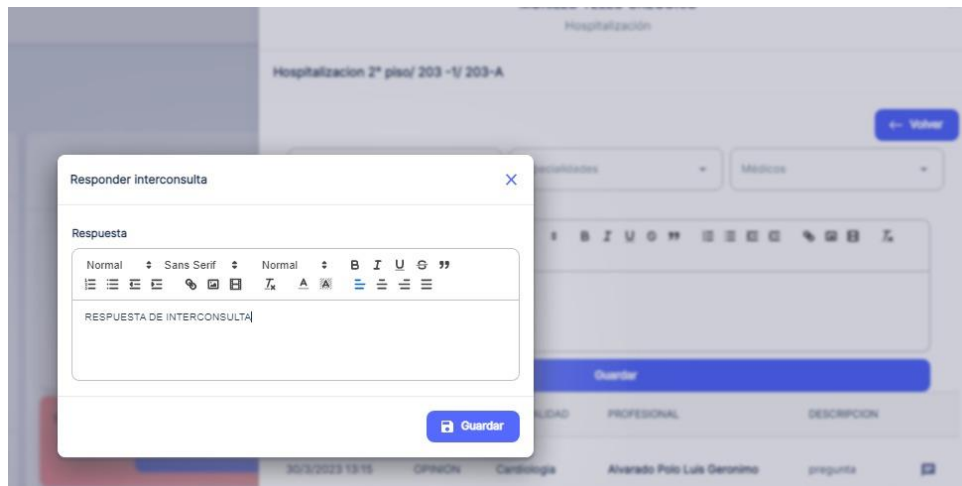 Hospitalización
Hospitalizacion 2° piso/ 203 -1/ 203-A
← Volver
Médicos
Responder interconsulta
Respuesta
Normal Sans Serif Normal B I U S
RESPUESTA DE INTERCONSULTA
Guardar
B I U S
Guardar
PROFESIONAL
DESCRIPCION
30/3/2023 13:15 OPINION Cardiologia Alvarado Polo Luis Geronimo pregunta